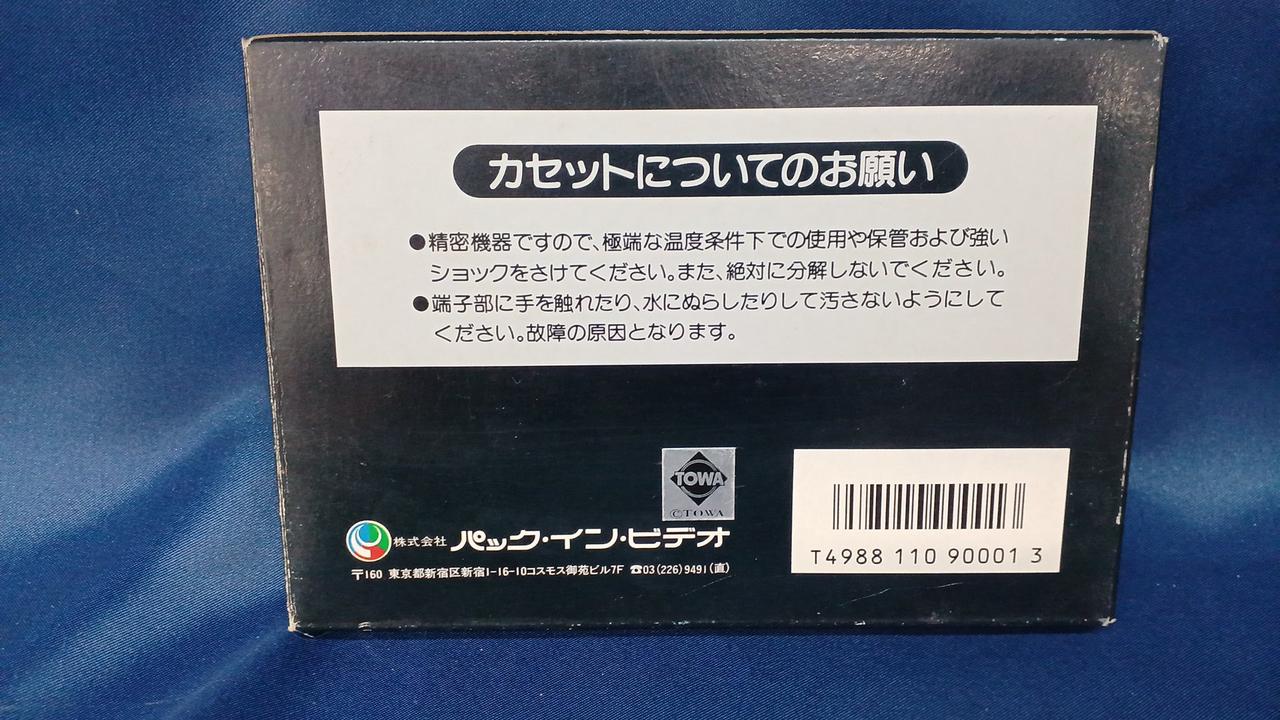 カセットについてのお願い
●精密機器ですので、極端な温度条件下での使用や保管および強い
ショックをさけてください。また、絶対に分解しないでください。
●端子部に手を触れたり、水にぬらしたりして汚さないようにして
ください。故障の原因となります。
TOWA
©TOWA
株式会社 パック・イン・ビデオ
〒160 東京都新宿区新宿1-16-10コスモス御苑ビル7F ☎03(226)9491(直)
T4988 110 90001 3